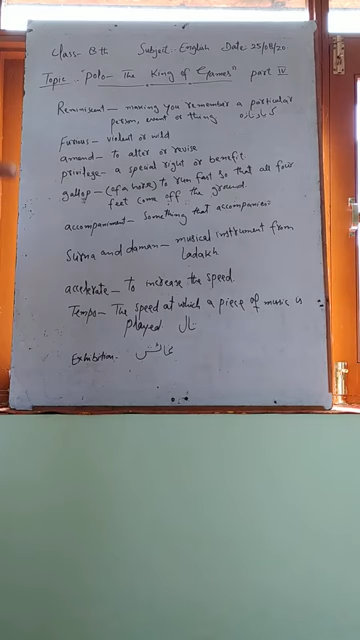 Class- 8th Subject:- English Date 25/08/20
Topic "Polo- The King of Games" part IV
Reminiscent - making you remember a particular
person, event or thing
Furious - violent or wild
amend - to alter or revise
privilege - a special right or benefit
gallop - (of a horse) to run fast so that all four
feet come off the ground.
accompaniment - Something that accompanies
Surna and daman - musical instrument from
Ladakh
accelerate - To increase the speed.
Tempo - The speed at which a piece of music is
played تال
Exhibition. نمائش